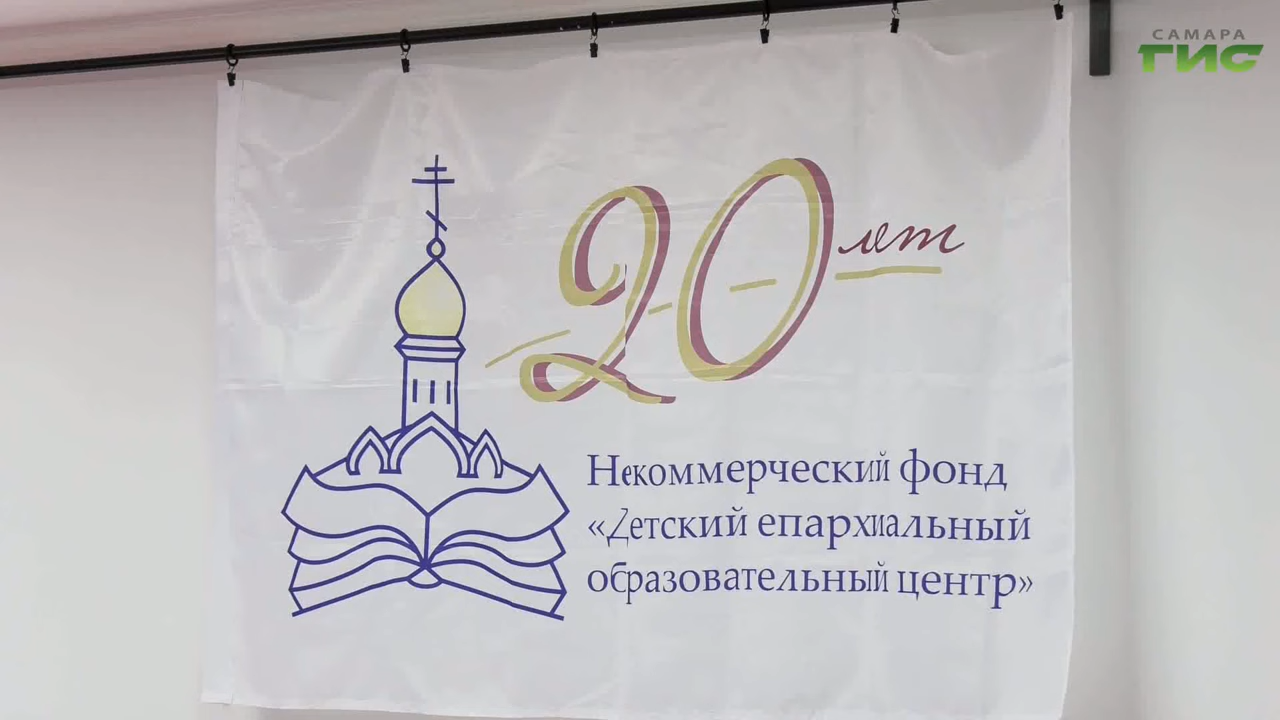 САМАРА
ГИС
20 лет
Некоммерческий фонд
«Детский епархиальный
образовательный центр»